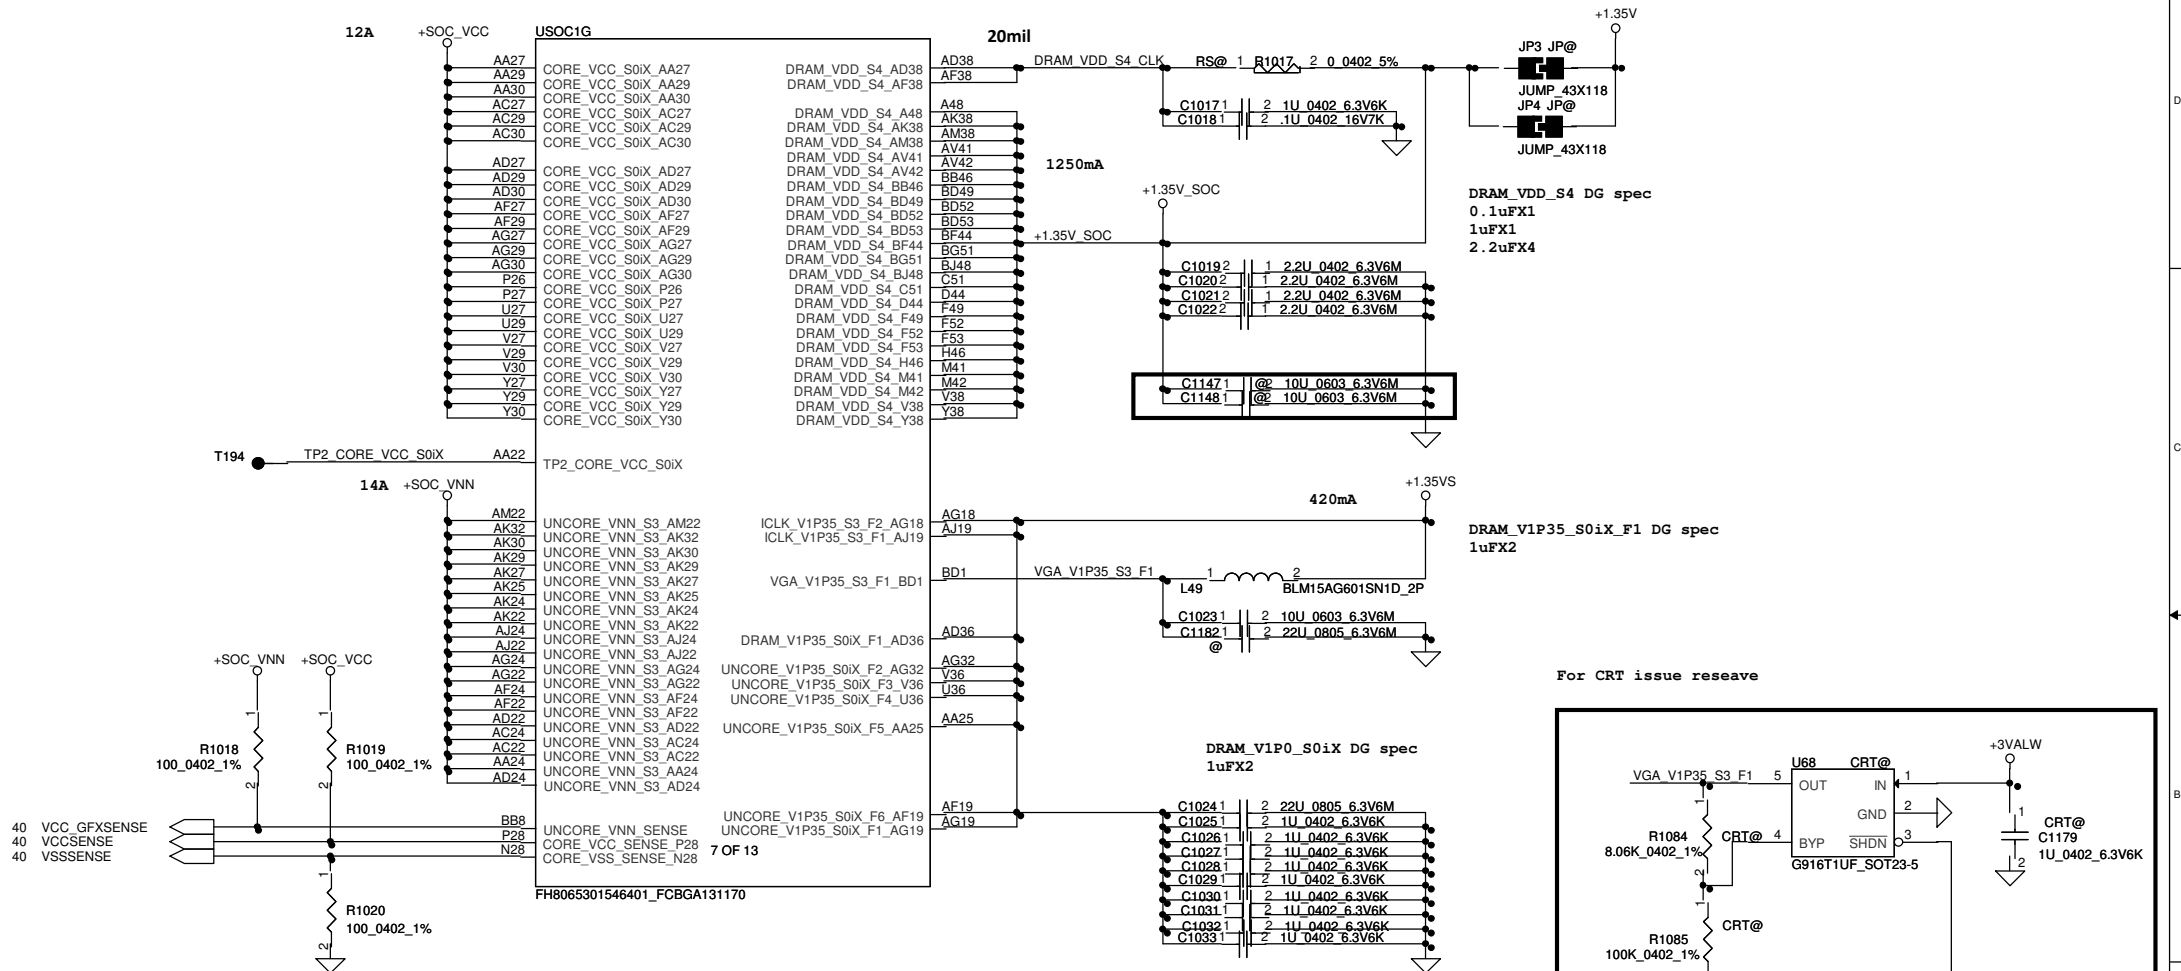 12A +SOC_VCC
USOC1G
20mil
+1.35V
AA27 CORE_VCC_S0iX_AA27
AA29 CORE_VCC_S0iX_AA29
AA30 CORE_VCC_S0iX_AA30
AC27 CORE_VCC_S0iX_AC27
AC29 CORE_VCC_S0iX_AC29
AC30 CORE_VCC_S0iX_AC30
AD27 CORE_VCC_S0iX_AD27
AD29 CORE_VCC_S0iX_AD29
AD30 CORE_VCC_S0iX_AD30
AF27 CORE_VCC_S0iX_AF27
AF29 CORE_VCC_S0iX_AF29
AG27 CORE_VCC_S0iX_AG27
AG29 CORE_VCC_S0iX_AG29
AG30 CORE_VCC_S0iX_AG30
P26 CORE_VCC_S0iX_P26
P27 CORE_VCC_S0iX_P27
U27 CORE_VCC_S0iX_U27
U29 CORE_VCC_S0iX_U29
V27 CORE_VCC_S0iX_V27
V29 CORE_VCC_S0iX_V29
V30 CORE_VCC_S0iX_V30
Y27 CORE_VCC_S0iX_Y27
Y29 CORE_VCC_S0iX_Y29
Y30 CORE_VCC_S0iX_Y30
DRAM_VDD_S4_AD38 AD38
DRAM_VDD_S4_AF38 AF38
DRAM_VDD_S4_A48 A48
DRAM_VDD_S4_AK38 AK38
DRAM_VDD_S4_AM38 AM38
DRAM_VDD_S4_AV41 AV41
DRAM_VDD_S4_AV42 AV42
DRAM_VDD_S4_BB46 BB46
DRAM_VDD_S4_BD49 BD49
DRAM_VDD_S4_BD52 BD52
DRAM_VDD_S4_BD53 BD53
DRAM_VDD_S4_BF44 BF44
DRAM_VDD_S4_BG51 BG51
DRAM_VDD_S4_BJ48 BJ48
DRAM_VDD_S4_C51 C51
DRAM_VDD_S4_D44 D44
DRAM_VDD_S4_F49 F49
DRAM_VDD_S4_F52 F52
DRAM_VDD_S4_F53 F53
DRAM_VDD_S4_H46 H46
DRAM_VDD_S4_M41 M41
DRAM_VDD_S4_M42 M42
DRAM_VDD_S4_V38 V38
DRAM_VDD_S4_Y38 Y38
DRAM_VDD_S4_CLK RS@ 1 R1017 2 0_0402_5%
JP3 JP@
JUMP_43X118
JP4 JP@
JUMP_43X118
C1017 1 2 1U_0402_6.3V6K
C1018 1 2 .1U_0402_16V7K
1250mA
+1.35V_SOC
+1.35V_SOC
DRAM_VDD_S4 DG spec
0.1uFX1
1uFX1
2.2uFX4
C1019 2 1 2.2U_0402_6.3V6M
C1020 2 1 2.2U_0402_6.3V6M
C1021 2 1 2.2U_0402_6.3V6M
C1022 2 1 2.2U_0402_6.3V6M
C1147 1 @ 2 10U_0603_6.3V6M
C1148 1 @ 2 10U_0603_6.3V6M
D
C
B
T194 TP2_CORE_VCC_S0iX AA22 TP2_CORE_VCC_S0iX
14A +SOC_VNN
AM22 UNCORE_VNN_S3_AM22
AK32 UNCORE_VNN_S3_AK32
AK30 UNCORE_VNN_S3_AK30
AK29 UNCORE_VNN_S3_AK29
AK27 UNCORE_VNN_S3_AK27
AK25 UNCORE_VNN_S3_AK25
AK24 UNCORE_VNN_S3_AK24
AK22 UNCORE_VNN_S3_AK22
AJ24 UNCORE_VNN_S3_AJ24
AJ22 UNCORE_VNN_S3_AJ22
AG24 UNCORE_VNN_S3_AG24
AG22 UNCORE_VNN_S3_AG22
AF24 UNCORE_VNN_S3_AF24
AF22 UNCORE_VNN_S3_AF22
AD22 UNCORE_VNN_S3_AD22
AC24 UNCORE_VNN_S3_AC24
AC22 UNCORE_VNN_S3_AC22
AA24 UNCORE_VNN_S3_AA24
AD24 UNCORE_VNN_S3_AD24
ICLK_V1P35_S3_F2_AG18 AG18
ICLK_V1P35_S3_F1_AJ19 AJ19
VGA_V1P35_S3_F1_BD1 BD1
DRAM_V1P35_S0iX_F1_AD36 AD36
UNCORE_V1P35_S0iX_F2_AG32 AG32
UNCORE_V1P35_S0iX_F3_V36 V36
UNCORE_V1P35_S0iX_F4_U36 U36
UNCORE_V1P35_S0iX_F5_AA25 AA25
UNCORE_V1P35_S0iX_F6_AF19 AF19
UNCORE_V1P35_S0iX_F1_AG19 AG19
420mA
+1.35VS
DRAM_V1P35_S0iX_F1 DG spec
1uFX2
VGA_V1P35_S3_F1
1 2
L49 BLM15AG601SN1D_2P
C1023 1 2 10U_0603_6.3V6M
C1182 1 2 22U_0805_6.3V6M
@
DRAM_V1P0_S0iX DG spec
1uFX2
C1024 1 2 22U_0805_6.3V6M
C1025 1 2 1U_0402_6.3V6K
C1026 1 2 1U_0402_6.3V6K
C1027 1 2 1U_0402_6.3V6K
C1028 1 2 1U_0402_6.3V6K
C1029 1 2 1U_0402_6.3V6K
C1030 1 2 1U_0402_6.3V6K
C1031 1 2 1U_0402_6.3V6K
C1032 1 2 1U_0402_6.3V6K
C1033 1 2 1U_0402_6.3V6K
+SOC_VNN +SOC_VCC
1 1
R1018
100_0402_1%
R1019
100_0402_1%
2 2
40 VCC_GFXSENSE BB8 UNCORE_VNN_SENSE
40 VCCSENSE P28 CORE_VCC_SENSE_P28
40 VSSSENSE N28 CORE_VSS_SENSE_N28
7 OF 13
FH8065301546401_FCBGA131170
1
R1020
100_0402_1%
2
For CRT issue reseave
+3VALW
U68 CRT@
VGA_V1P35_S3_F1 5 OUT IN 1
GND 2
4 BYP SHDN 3
G916T1UF_SOT23-5
1
R1084 CRT@
8.06K_0402_1%
2
1
CRT@
C1179
1U_0402_6.3V6K
2
1
CRT@
R1085
100K_0402_1%